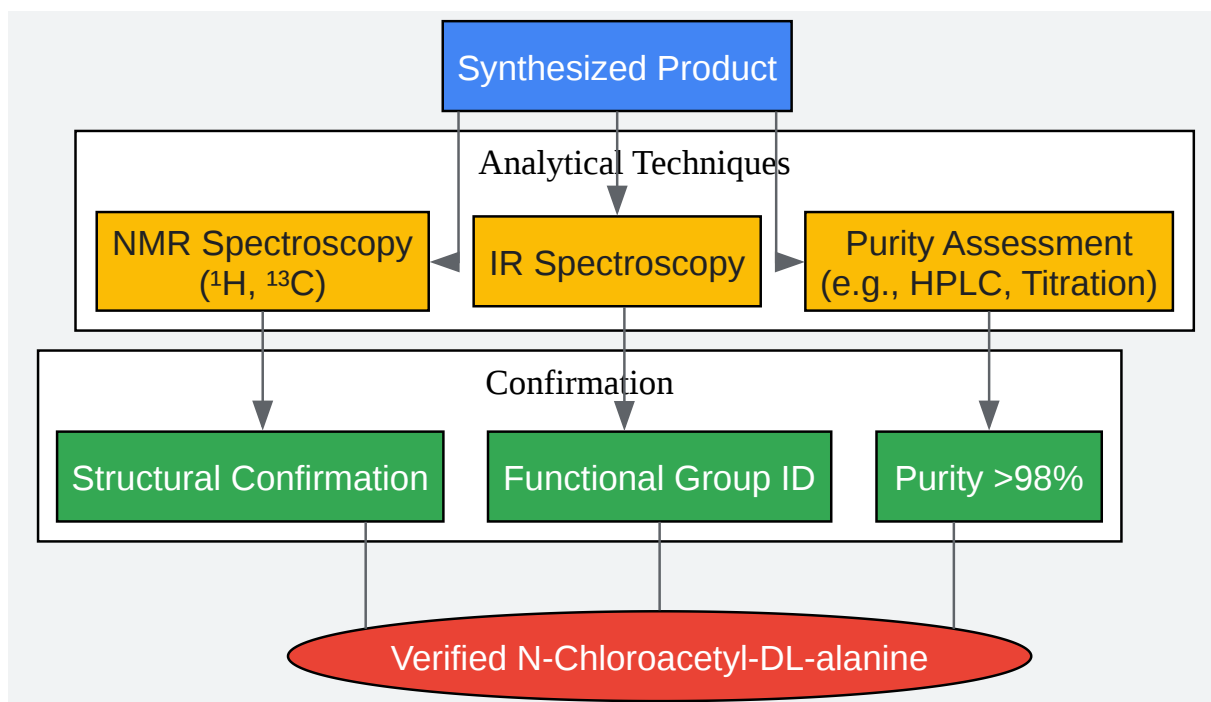 Synthesized Product
Analytical Techniques
NMR Spectroscopy
(¹H, ¹³C)
IR Spectroscopy
Purity Assessment
(e.g., HPLC, Titration)
Confirmation
Structural Confirmation
Functional Group ID
Purity >98%
Verified N-Chloroacetyl-DL-alanine